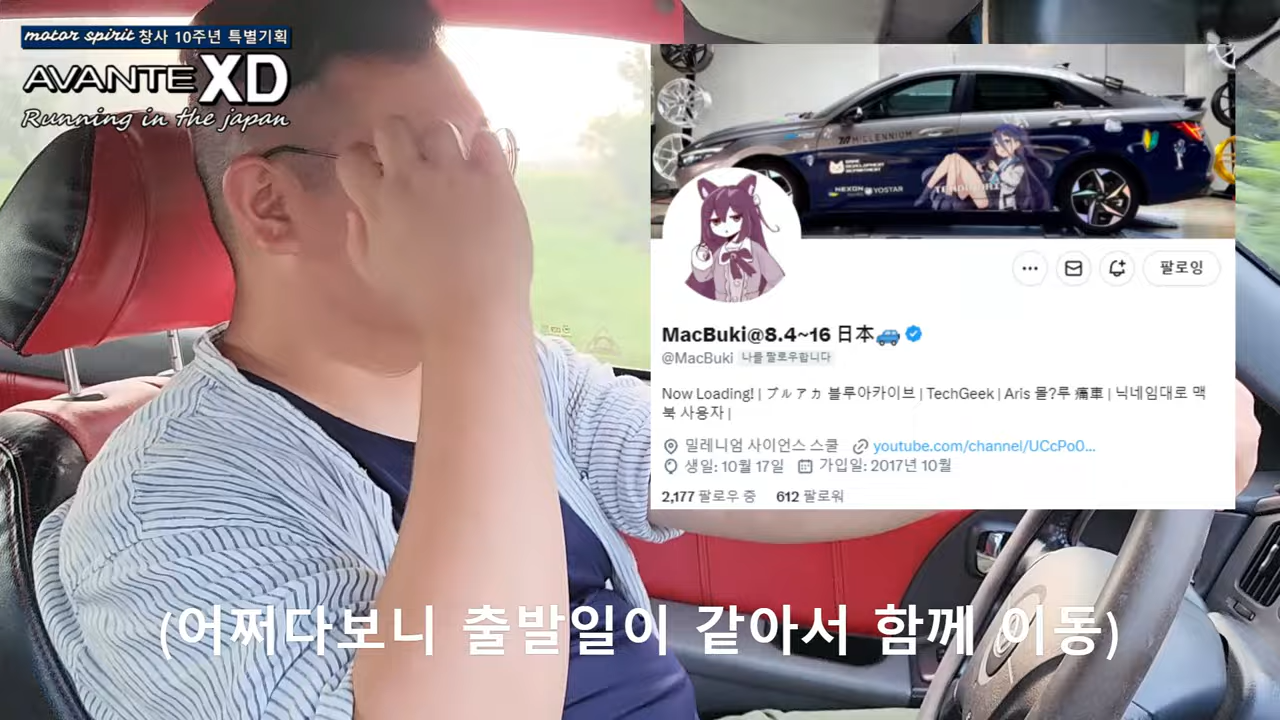 motor spirit 창사 10주년 특별기획
AVANTE XD
Running in the japan
MILLENNIUM
GAME
DEVELOPMENT
DEPARTMENT
NEXON
YOSTAR
팔로잉
MacBuki@8.4~16 日本🚙
@MacBuki 나를 팔로우합니다
Now Loading! | ブルアカ 블루아카이브 | TechGeek | Aris 몰?루 痛車 | 닉네임대로 맥
북 사용자 |
밀레니엄 사이언스 스쿨 youtube.com/channel/UCcPo0...
생일: 10월 17일 가입일: 2017년 10월
2,177 팔로우 중 612 팔로워
(어쩌다보니 출발일이 같아서 함께 이동)